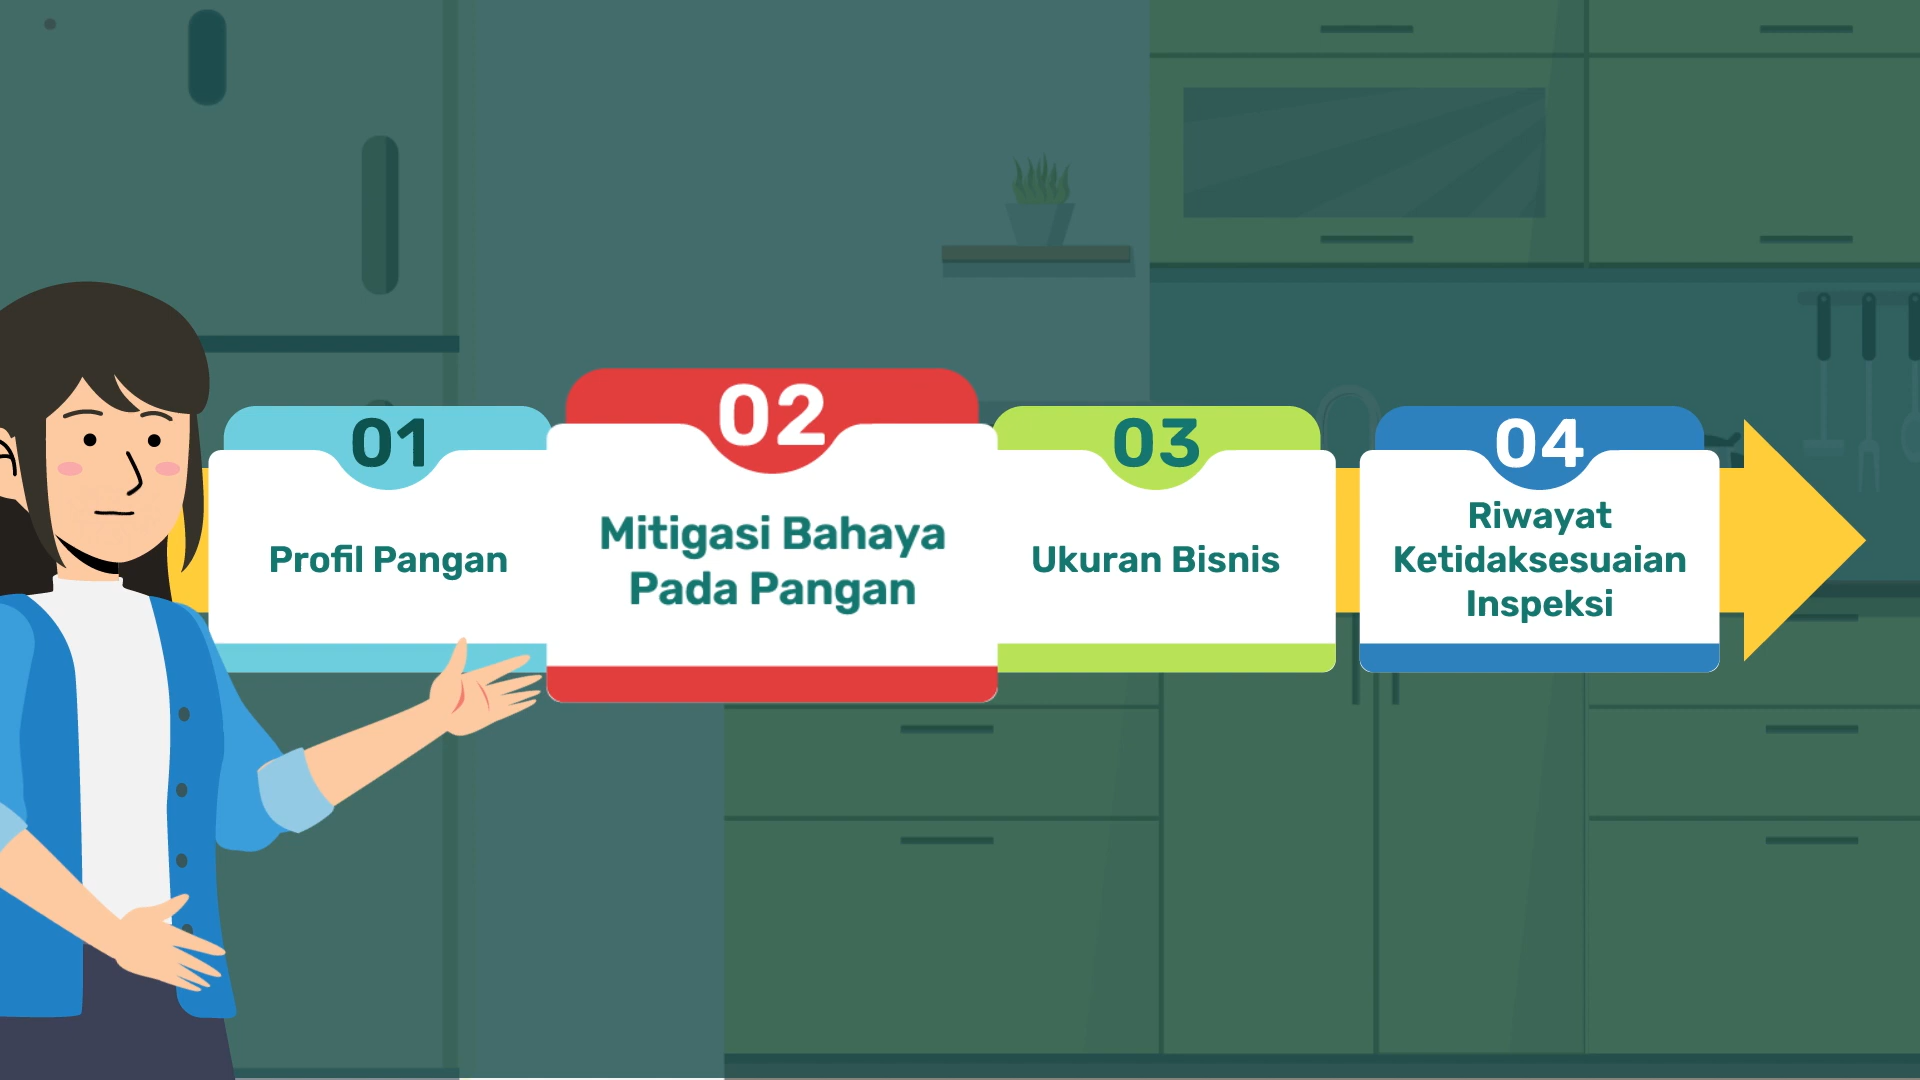 01
Profil Pangan
02
Mitigasi Bahaya
Pada Pangan
03
Ukuran Bisnis
04
Riwayat
Ketidaksesuaian
Inspeksi